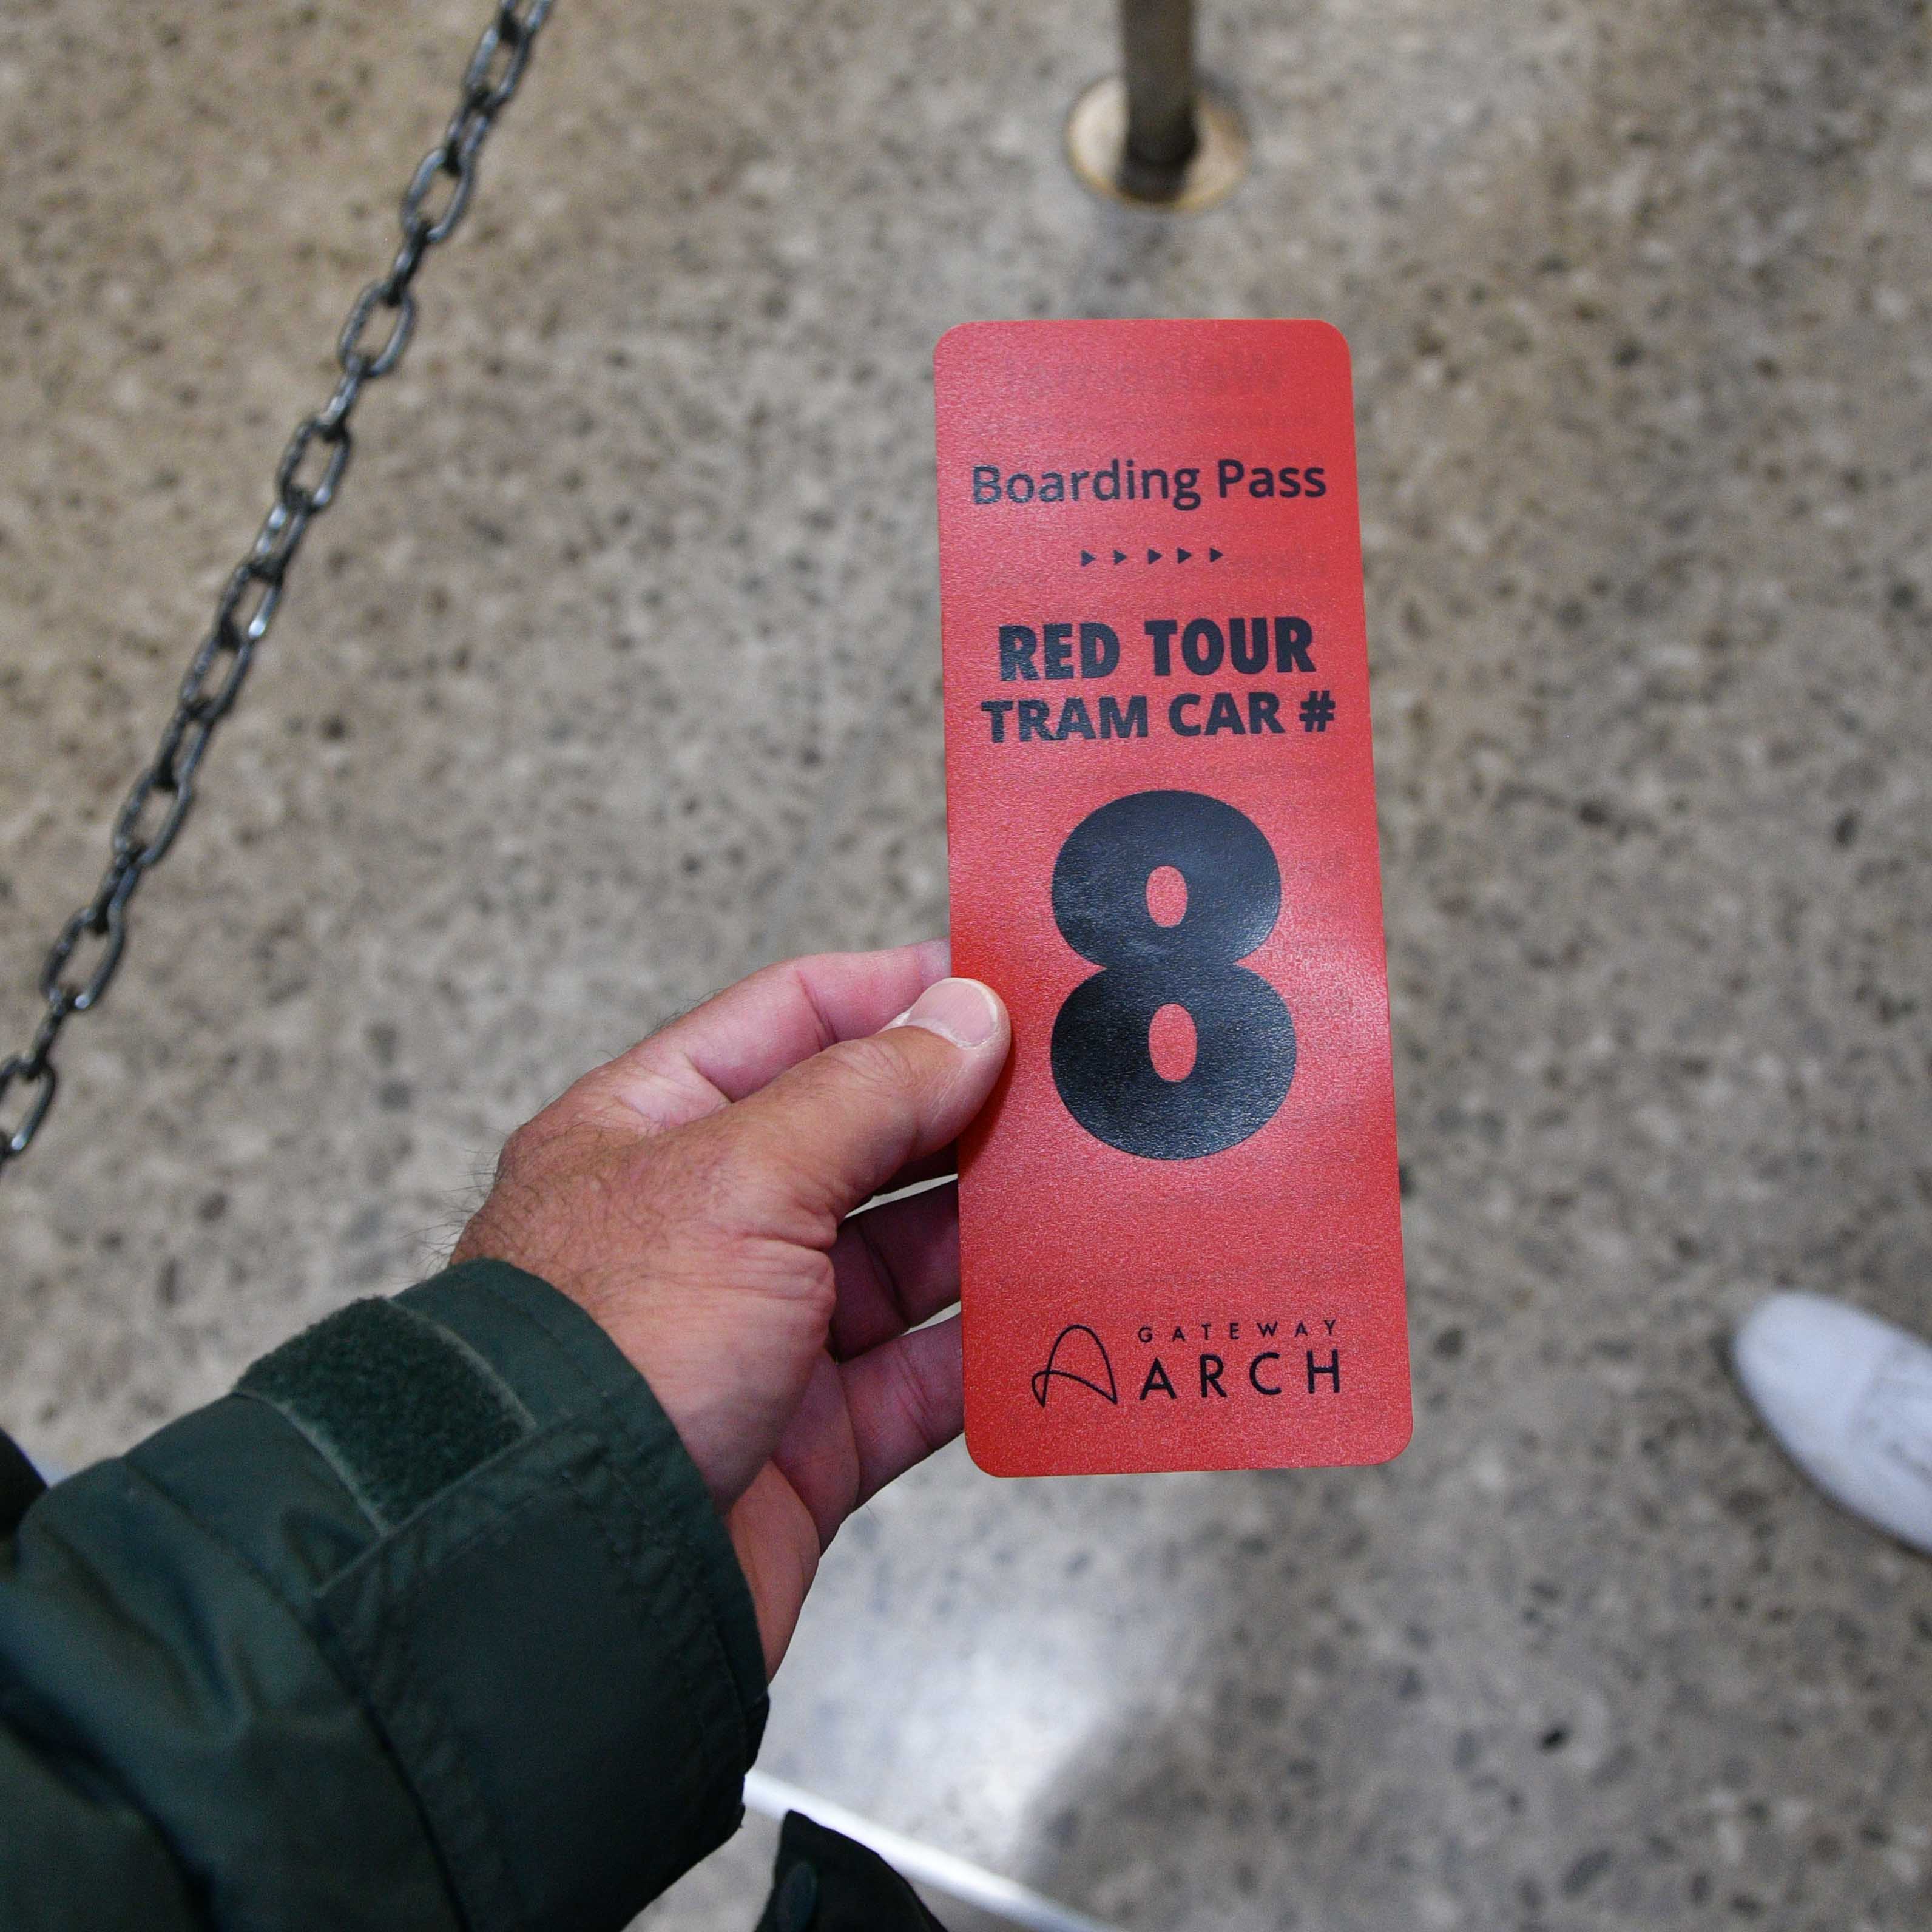 Boarding Pass
RED TOUR
TRAM CAR #
8
GATEWAY
ARCH